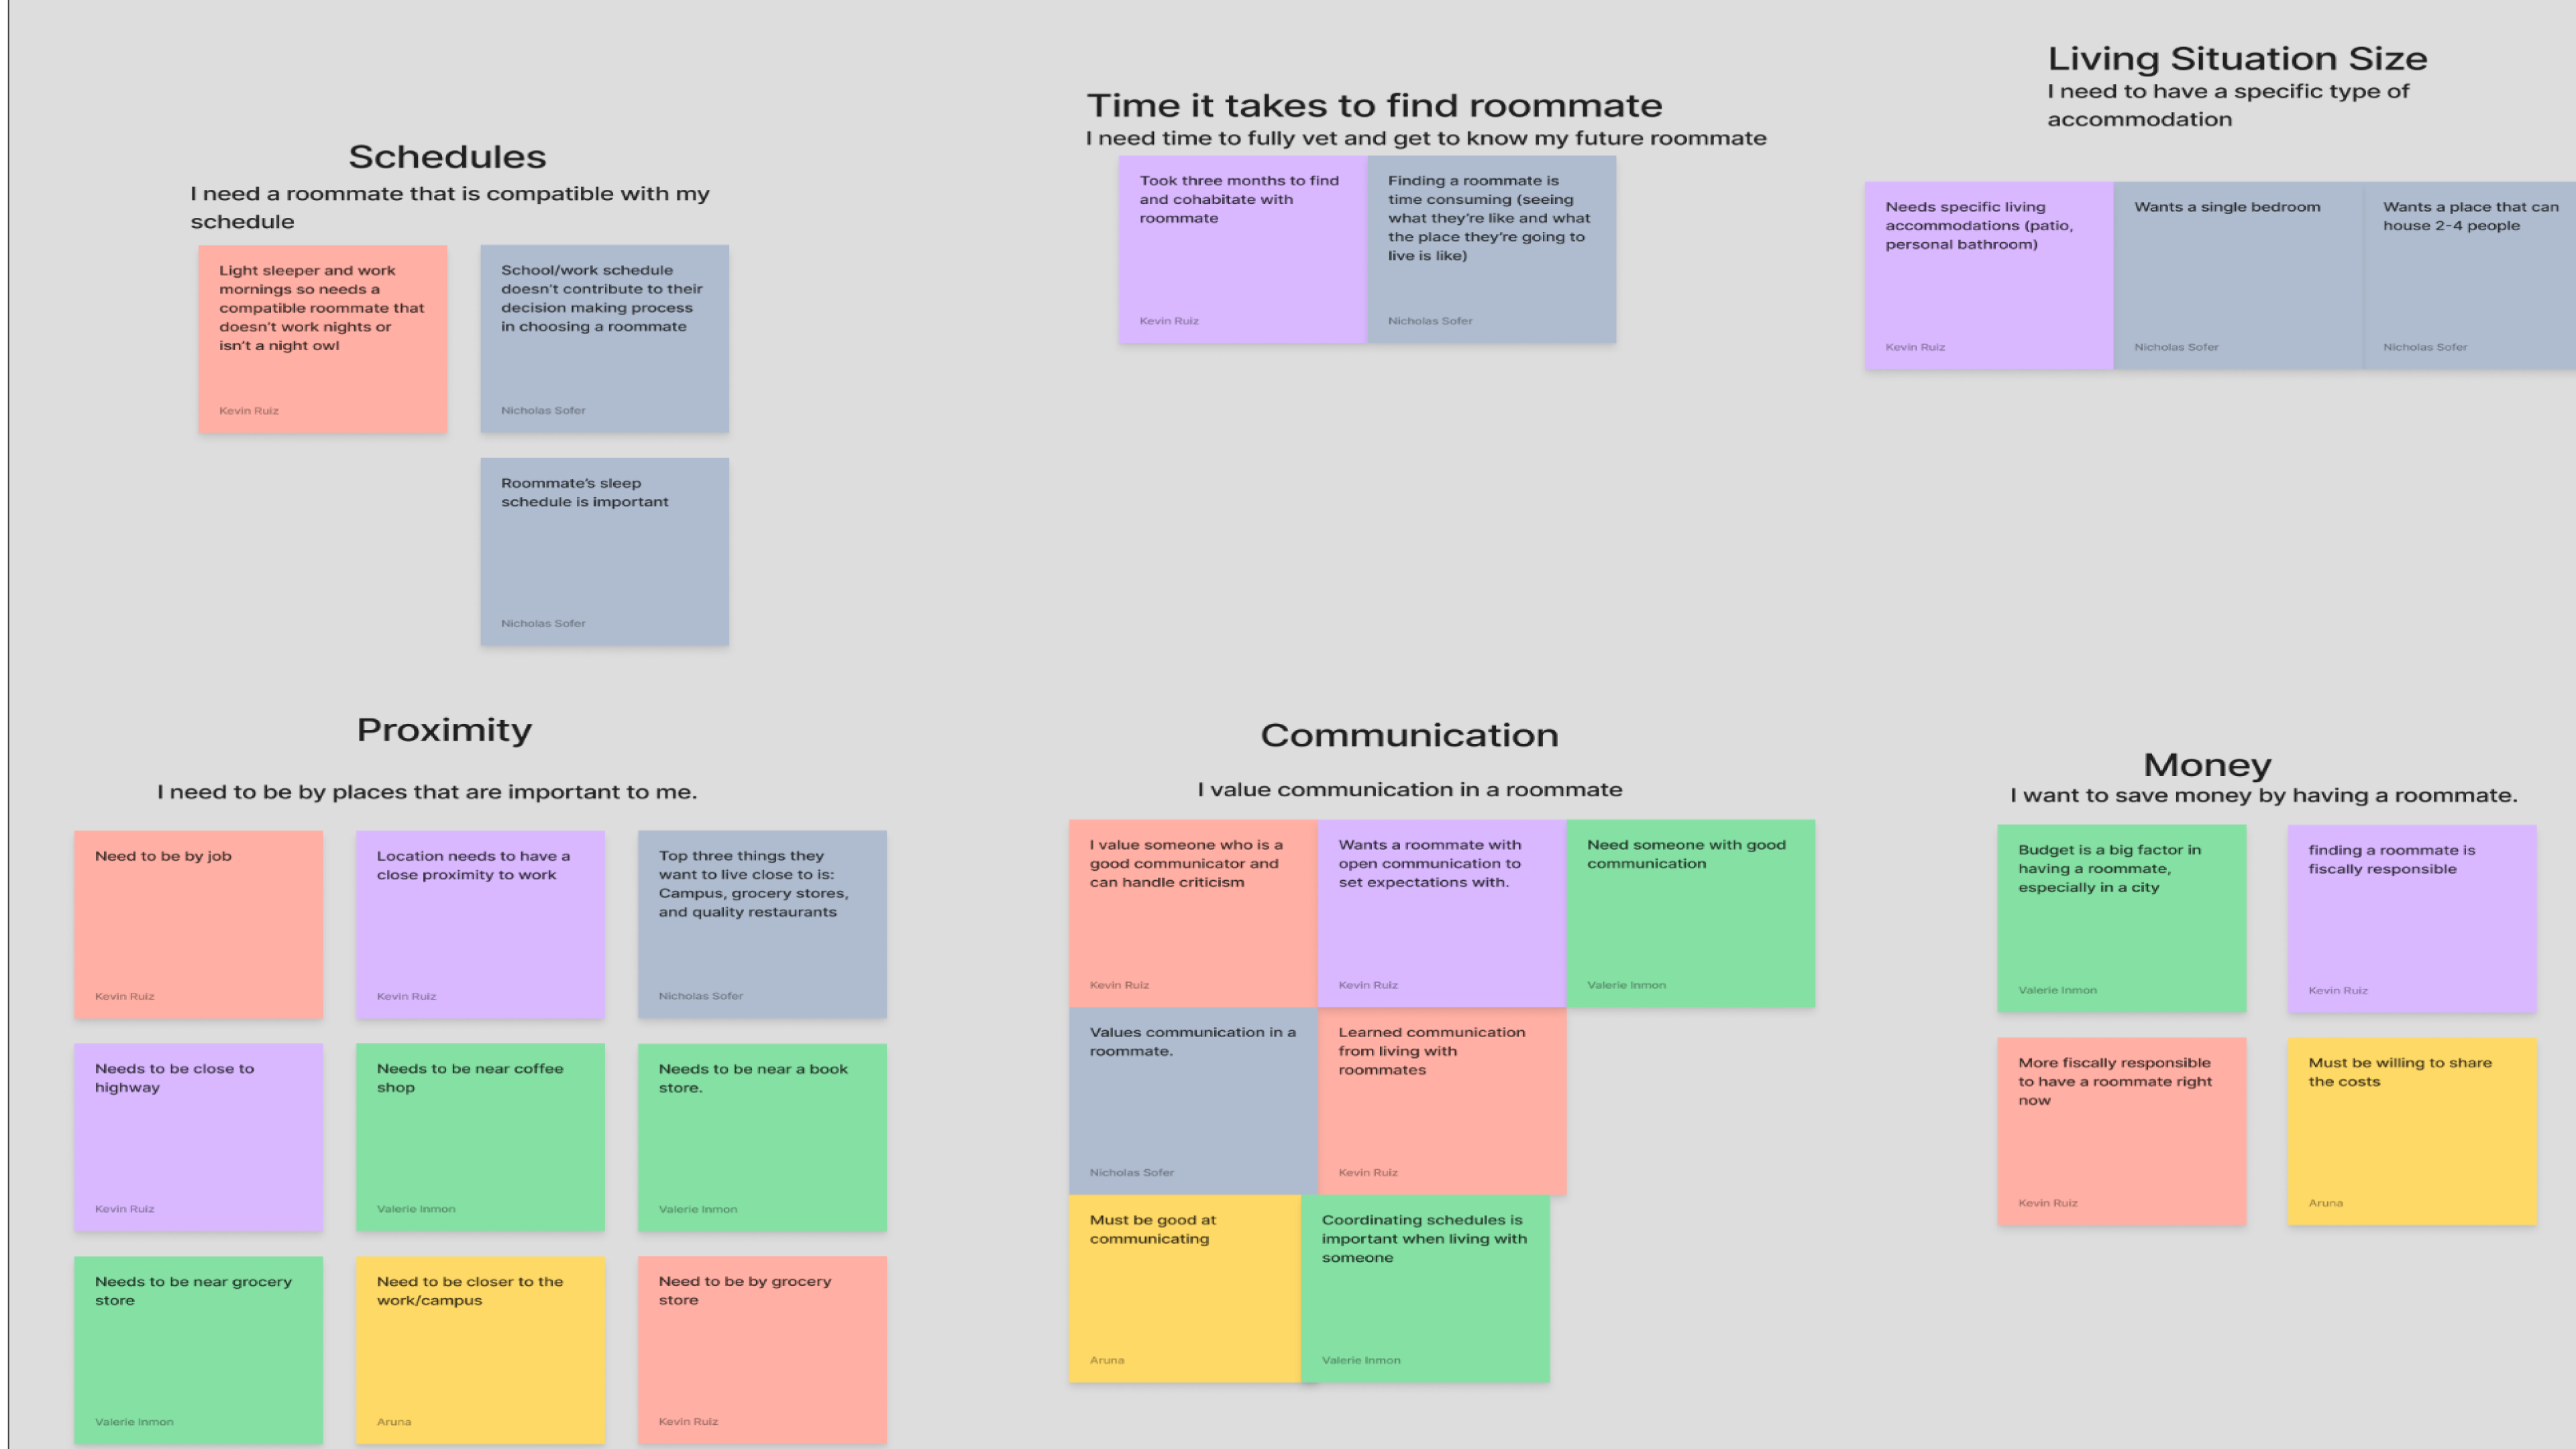 Schedules
I need a roommate that is compatible with my
schedule
Light sleeper and work
mornings so needs a
compatible roommate that
doesn't work nights or
isn't a night owl
Kevin Ruiz
School/work schedule
doesn't contribute to their
decision making process
in choosing a roommate
Nicholas Sofer
Roommate's sleep
schedule is important
Nicholas Sofer
Time it takes to find roommate
I need time to fully vet and get to know my future roommate
Took three months to find
and cohabitate with
roommate
Kevin Ruiz
Finding a roommate is
time consuming (seeing
what they're like and what
the place they're going to
live is like)
Nicholas Sofer
Living Situation Size
I need to have a specific type of
accommodation
Needs specific living
accommodations (patio,
personal bathroom)
Kevin Ruiz
Wants a single bedroom
Nicholas Sofer
Wants a place that can
house 2-4 people
Nicholas Sofer
Proximity
I need to be by places that are important to me.
Need to be by job
Kevin Ruiz
Location needs to have a
close proximity to work
Kevin Ruiz
Top three things they
want to live close to is:
Campus, grocery stores,
and quality restaurants
Nicholas Sofer
Needs to be close to
highway
Kevin Ruiz
Needs to be near coffee
shop
Valerie Inmon
Needs to be near a book
store.
Valerie Inmon
Needs to be near grocery
store
Valerie Inmon
Need to be closer to the
work/campus
Aruna
Need to be by grocery
store
Kevin Ruiz
Communication
I value communication in a roommate
I value someone who is a
good communicator and
can handle criticism
Kevin Ruiz
Wants a roommate with
open communication to
set expectations with.
Kevin Ruiz
Need someone with good
communication
Valerie Inmon
Values communication in a
roommate.
Nicholas Sofer
Learned communication
from living with
roommates
Kevin Ruiz
Must be good at
communicating
Aruna
Coordinating schedules is
important when living with
someone
Valerie Inmon
Money
I want to save money by having a roommate.
Budget is a big factor in
having a roommate,
especially in a city
Valerie Inmon
finding a roommate is
fiscally responsible
Kevin Ruiz
More fiscally responsible
to have a roommate right
now
Kevin Ruiz
Must be willing to share
the costs
Aruna